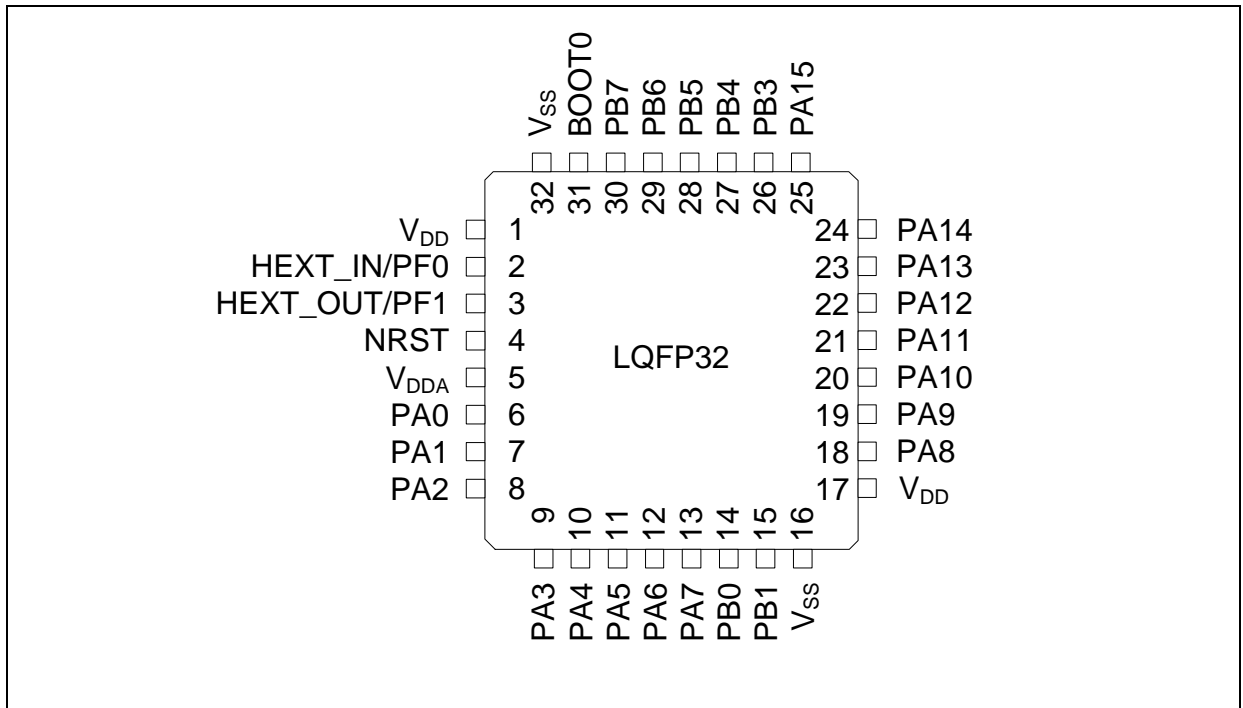 VSS BOOT0 PB7 PB6 PB5 PB4 PB3 PA15
32 31 30 29 28 27 26 25
VDD 1 24 PA14
HEXT_IN/PF0 2 23 PA13
HEXT_OUT/PF1 3 22 PA12
NRST 4 21 PA11
LQFP32
VDDA 5 20 PA10
PA0 6 19 PA9
PA1 7 18 PA8
PA2 8 17 VDD
9 10 11 12 13 14 15 16
PA3 PA4 PA5 PA6 PA7 PB0 PB1 VSS